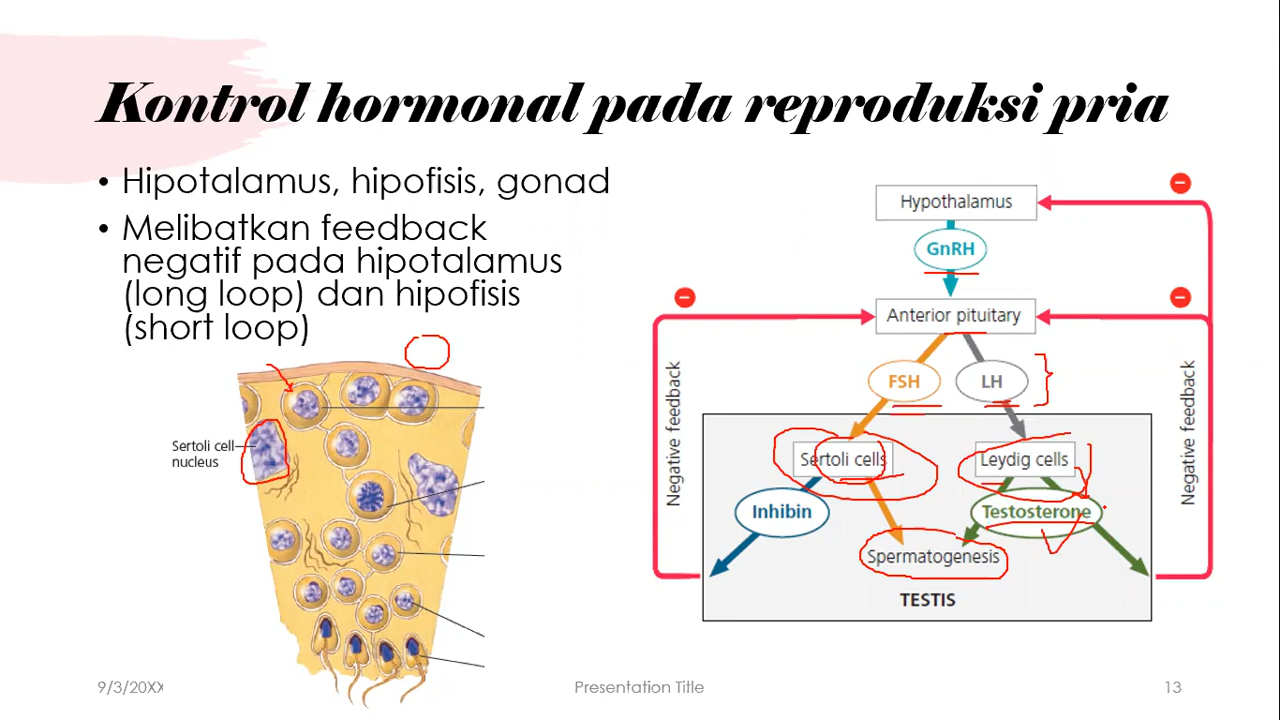 Kontrol hormonal pada reproduksi pria
• Hipotalamus, hipofisis, gonad
• Melibatkan feedback
negatif pada hipotalamus
(long loop) dan hipofisis
(short loop)
Sertoli cell
nucleus
Hypothalamus
GnRH
Anterior pituitary
FSH
LH
Negative feedback
Negative feedback
Sertoli cells
Leydig cells
Inhibin
Testosterone
Spermatogenesis
TESTIS
9/3/20XX
Presentation Title
13